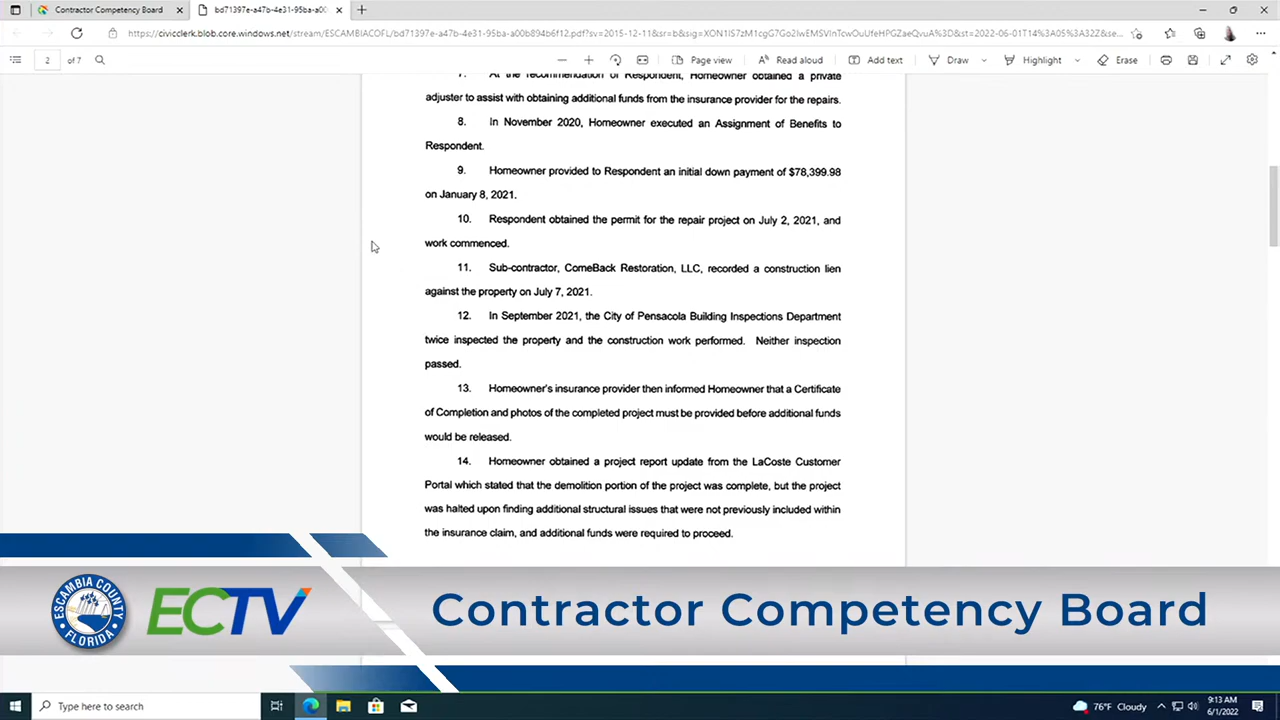 Contractor Competency Board
bd71397e-a47b-4e31-95ba-a00
https://civicclerk.blob.core.windows.net/stream/ESCAMBIACOFL/bd71397e-a47b-4e31-95ba-a00b894b6f12.pdf?sv=2015-12-11&sr=b&sig=
2 of 7
Page view
Read aloud
Add text
Draw
Highlight
Erase
7. At the recommendation of Respondent, Homeowner obtained a private
adjuster to assist with obtaining additional funds from the insurance provider for the repairs.
8. In November 2020, Homeowner executed an Assignment of Benefits to
Respondent.
9. Homeowner provided to Respondent an initial down payment of $78,399.98
on January 8, 2021.
10. Respondent obtained the permit for the repair project on July 2, 2021, and
work commenced.
11. Sub-contractor, ComeBack Restoration, LLC, recorded a construction lien
against the property on July 7, 2021.
12. In September 2021, the City of Pensacola Building Inspections Department
twice inspected the property and the construction work performed. Neither inspection
passed.
13. Homeowner's insurance provider then informed Homeowner that a Certificate
of Completion and photos of the completed project must be provided before additional funds
would be released.
14. Homeowner obtained a project report update from the LaCoste Customer
Portal which stated that the demolition portion of the project was complete, but the project
was halted upon finding additional structural issues that were not previously included within
the insurance claim, and additional funds were required to proceed.
ESCAMBIA COUNTY
FLORIDA
ECTV
Contractor Competency Board
Type here to search
76°F Cloudy
9:13 AM
6/1/2022